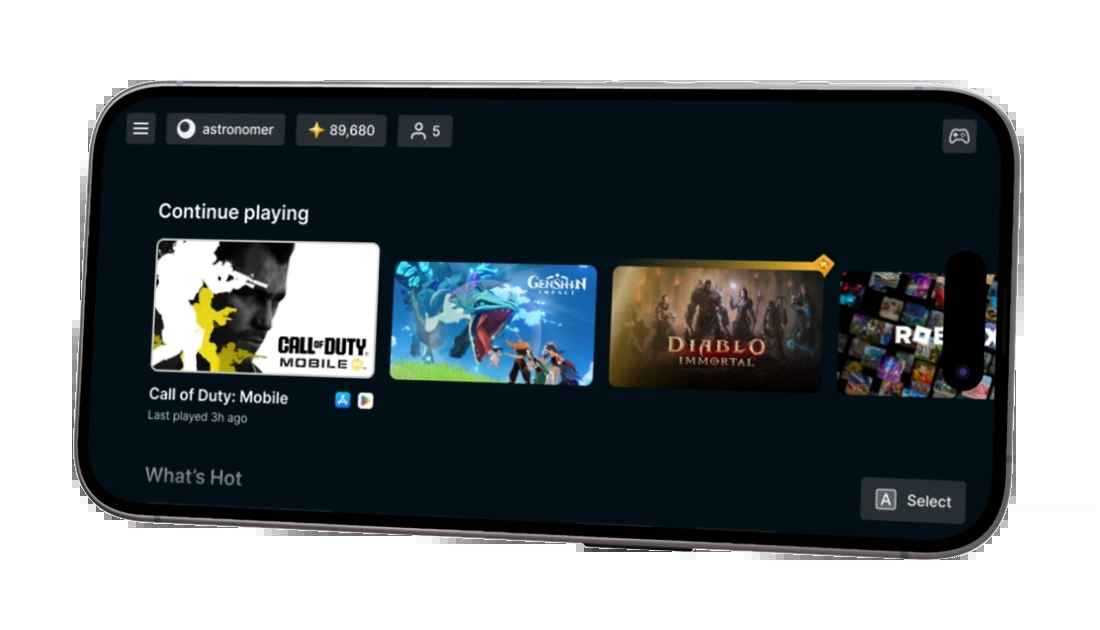 astronomer
89,680
5
Continue playing
CALL OF DUTY
MOBILE
GENSHIN
IMPACT
DIABLO
IMMORTAL
Call of Duty: Mobile
Last played 3h ago
What's Hot
A Select